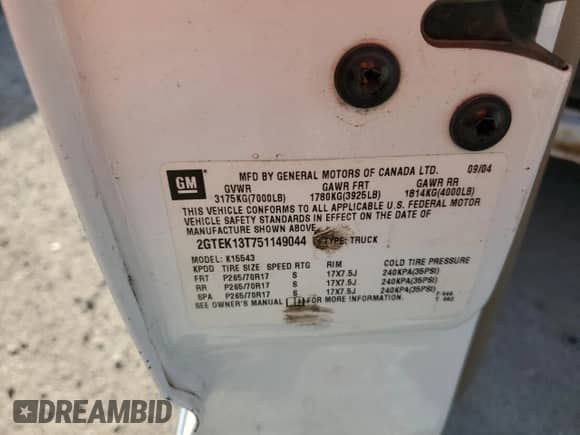 GM
MFD BY GENERAL MOTORS OF CANADA LTD. 09/04
GVWR GAWR FRT GAWR RR
3175KG(7000LB) 1780KG(3925LB) 1814KG(4000LB)
THIS VEHICLE CONFORMS TO ALL APPLICABLE U.S. FEDERAL MOTOR
VEHICLE SAFETY STANDARDS IN EFFECT ON THE DATE OF
MANUFACTURE SHOWN ABOVE
2GTEK13T751149044 TYPE: TRUCK
MODEL: K15543
KPDD TIRE SIZE SPEED RTG RIM COLD TIRE PRESSURE
FRT P265/70R17 S 17X7.5J 240KPA(35PSI)
RR P265/70R17 S 17X7.5J 240KPA(35PSI)
SPA P265/70R17 S 17X7.5J 240KPA(35PSI)
SEE OWNER'S MANUAL FOR MORE INFORMATION.
DREAMBID